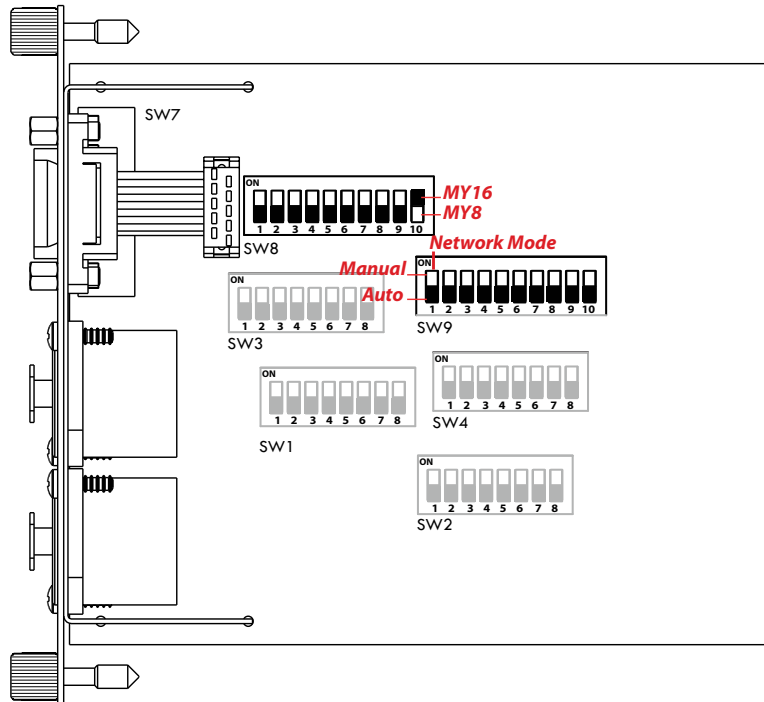 SW7
ON
1 2 3 4 5 6 7 8 9 10
SW8
MY16
MY8
Network Mode
Manual
Auto
ON
1 2 3 4 5 6 7 8 9 10
SW9
ON
1 2 3 4 5 6 7 8
SW3
ON
1 2 3 4 5 6 7 8
SW1
ON
1 2 3 4 5 6 7 8
SW4
ON
1 2 3 4 5 6 7 8
SW2